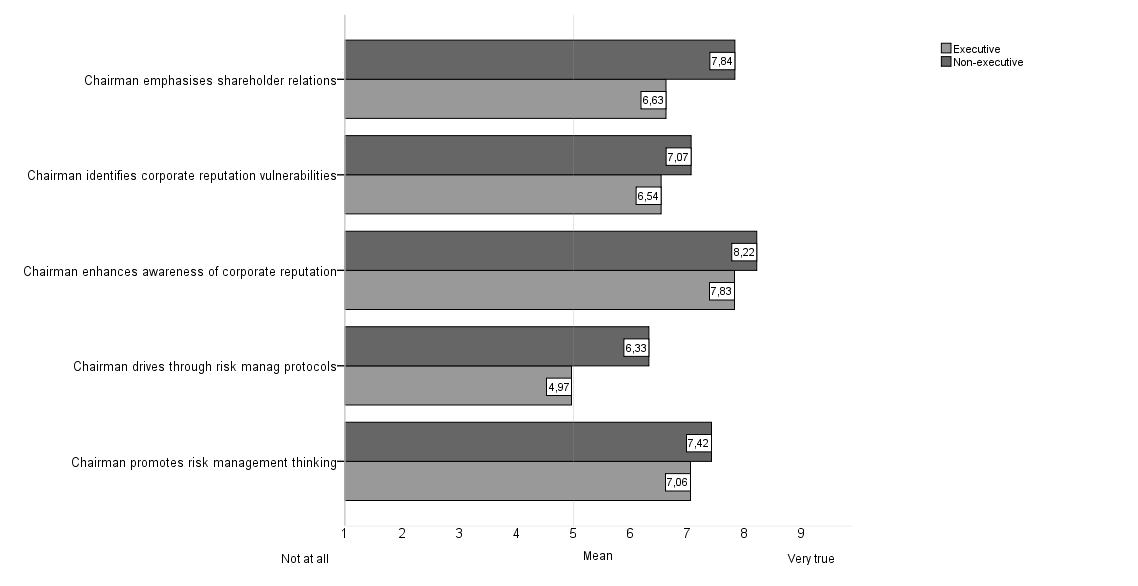 Executive
Non-executive
Chairman emphasises shareholder relations
7,84
6,63
Chairman identifies corporate reputation vulnerabilities
7,07
6,54
Chairman enhances awareness of corporate reputation
8,22
7,83
Chairman drives through risk manag protocols
6,33
4,97
Chairman promotes risk management thinking
7,42
7,06
1 2 3 4 5 6 7 8 9
Not at all Mean Very true